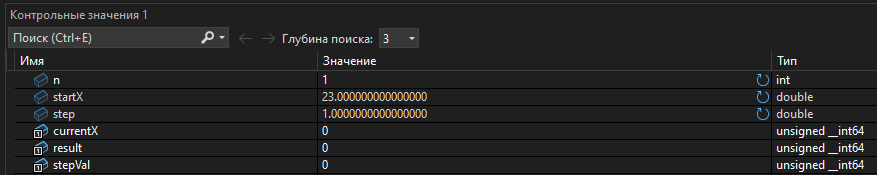 Контрольные значения 1
Поиск (Ctrl+E) Глубина поиска: 3
Имя Значение Тип
n 1 int
startX 23.000000000000000 double
step 1.0000000000000000 double
currentX 0 unsigned __int64
result 0 unsigned __int64
stepVal 0 unsigned __int64